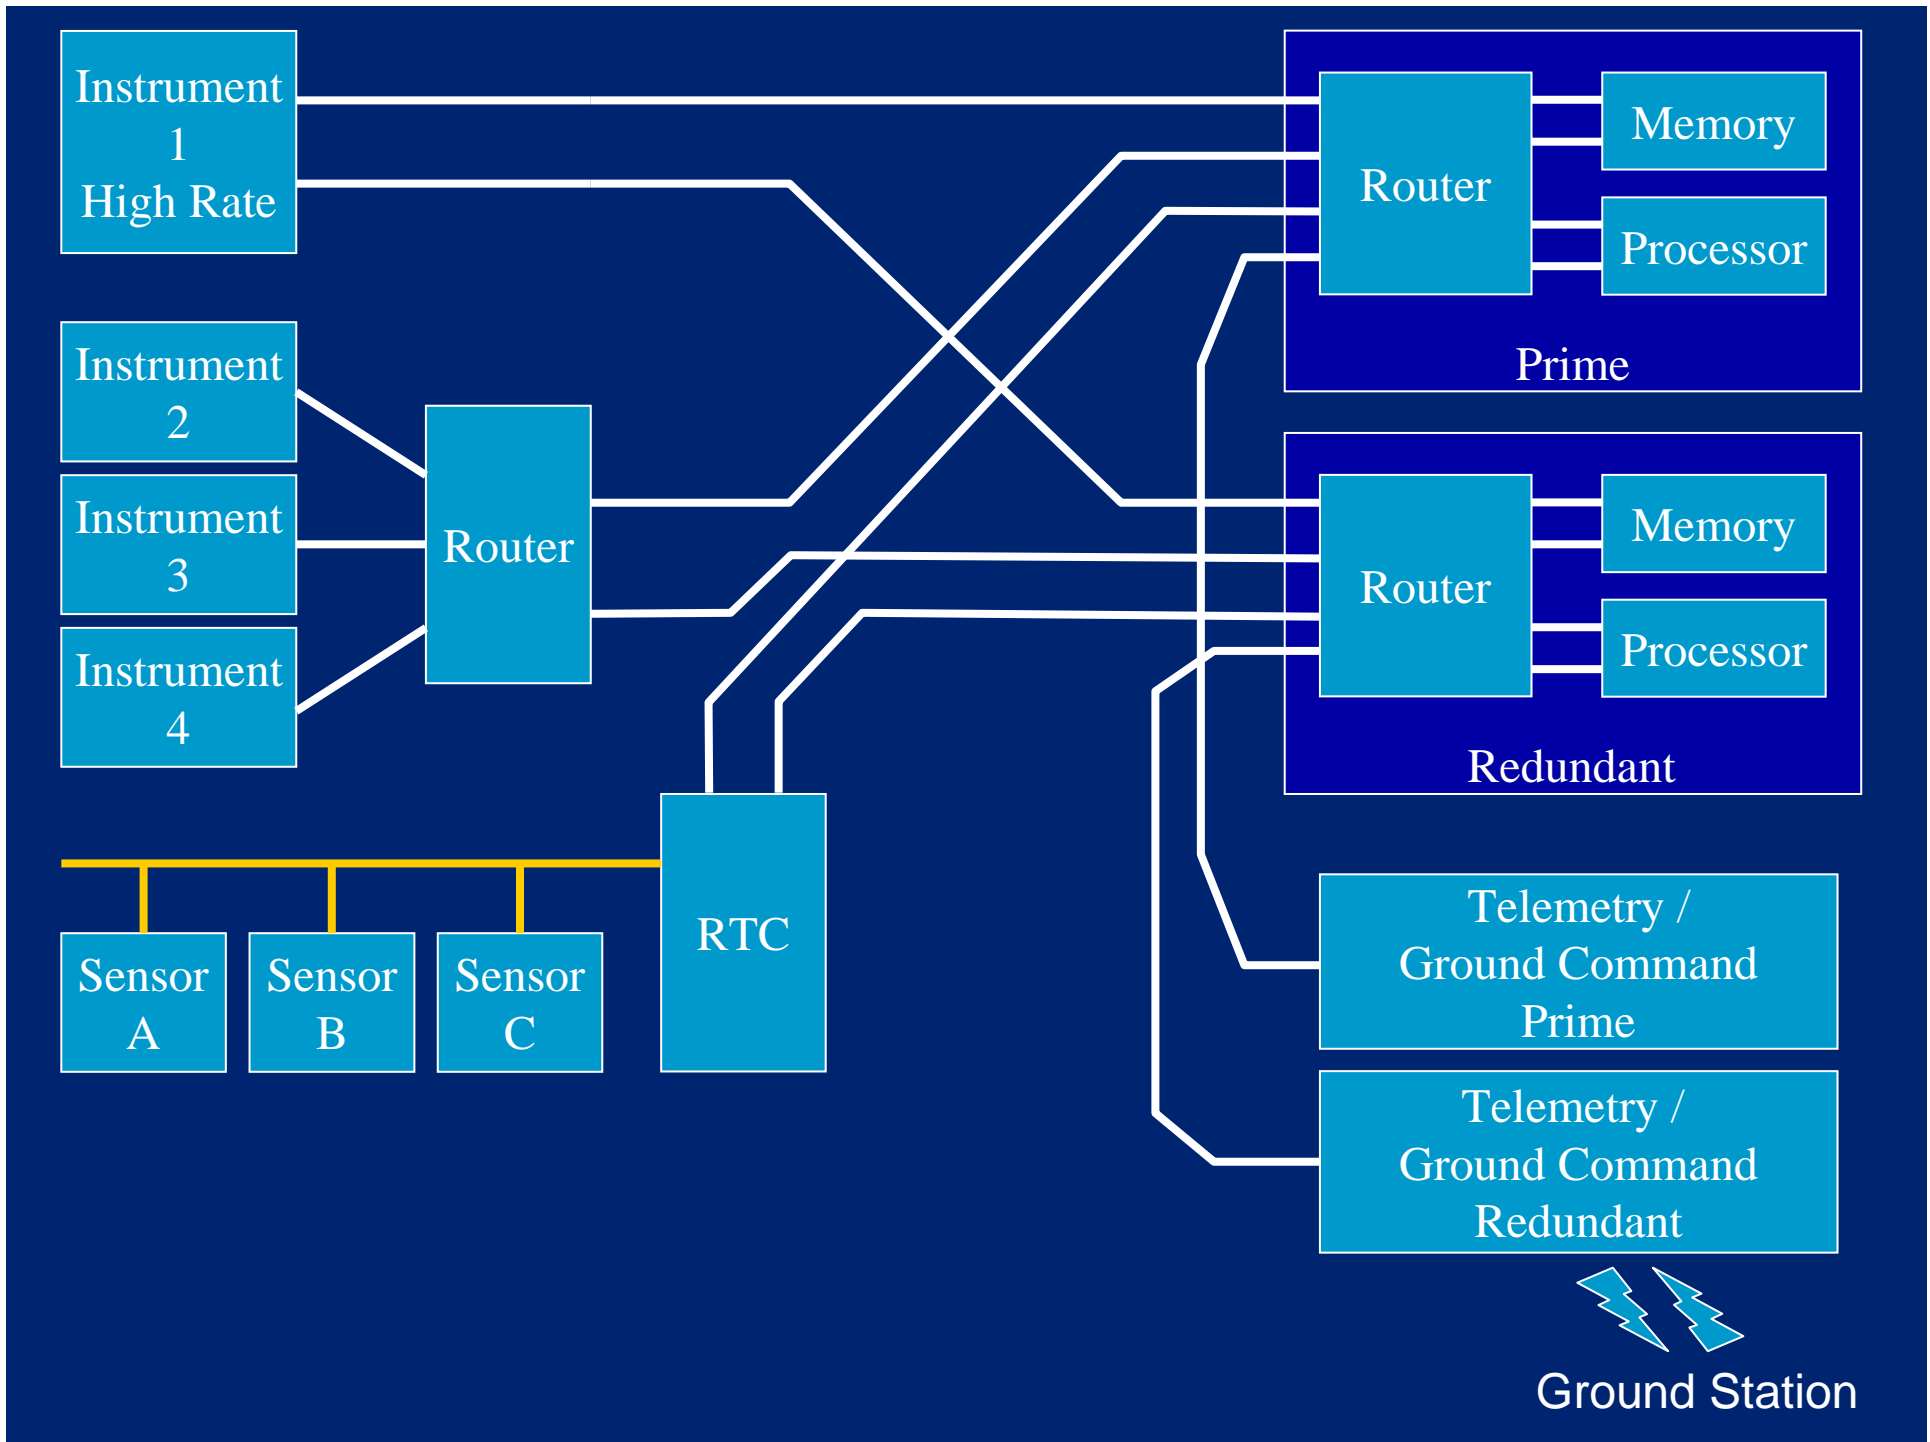 Instrument
1
High Rate
Instrument
2
Instrument
3
Instrument
4
Router
Sensor
A
Sensor
B
Sensor
C
RTC
Router
Memory
Processor
Prime
Router
Memory
Processor
Redundant
Telemetry /
Ground Command
Prime
Telemetry /
Ground Command
Redundant
Ground Station